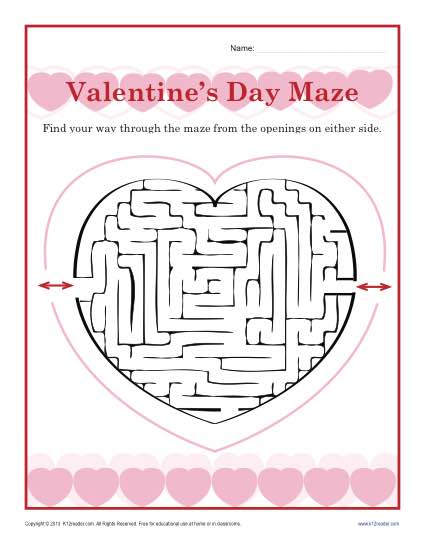 Name:
Valentine's Day Maze
Find your way through the maze from the openings on either side.
Copyright © 2013 K12reader.com. All Rights Reserved. Free for educational use at home or in classrooms. www.k12reader.com